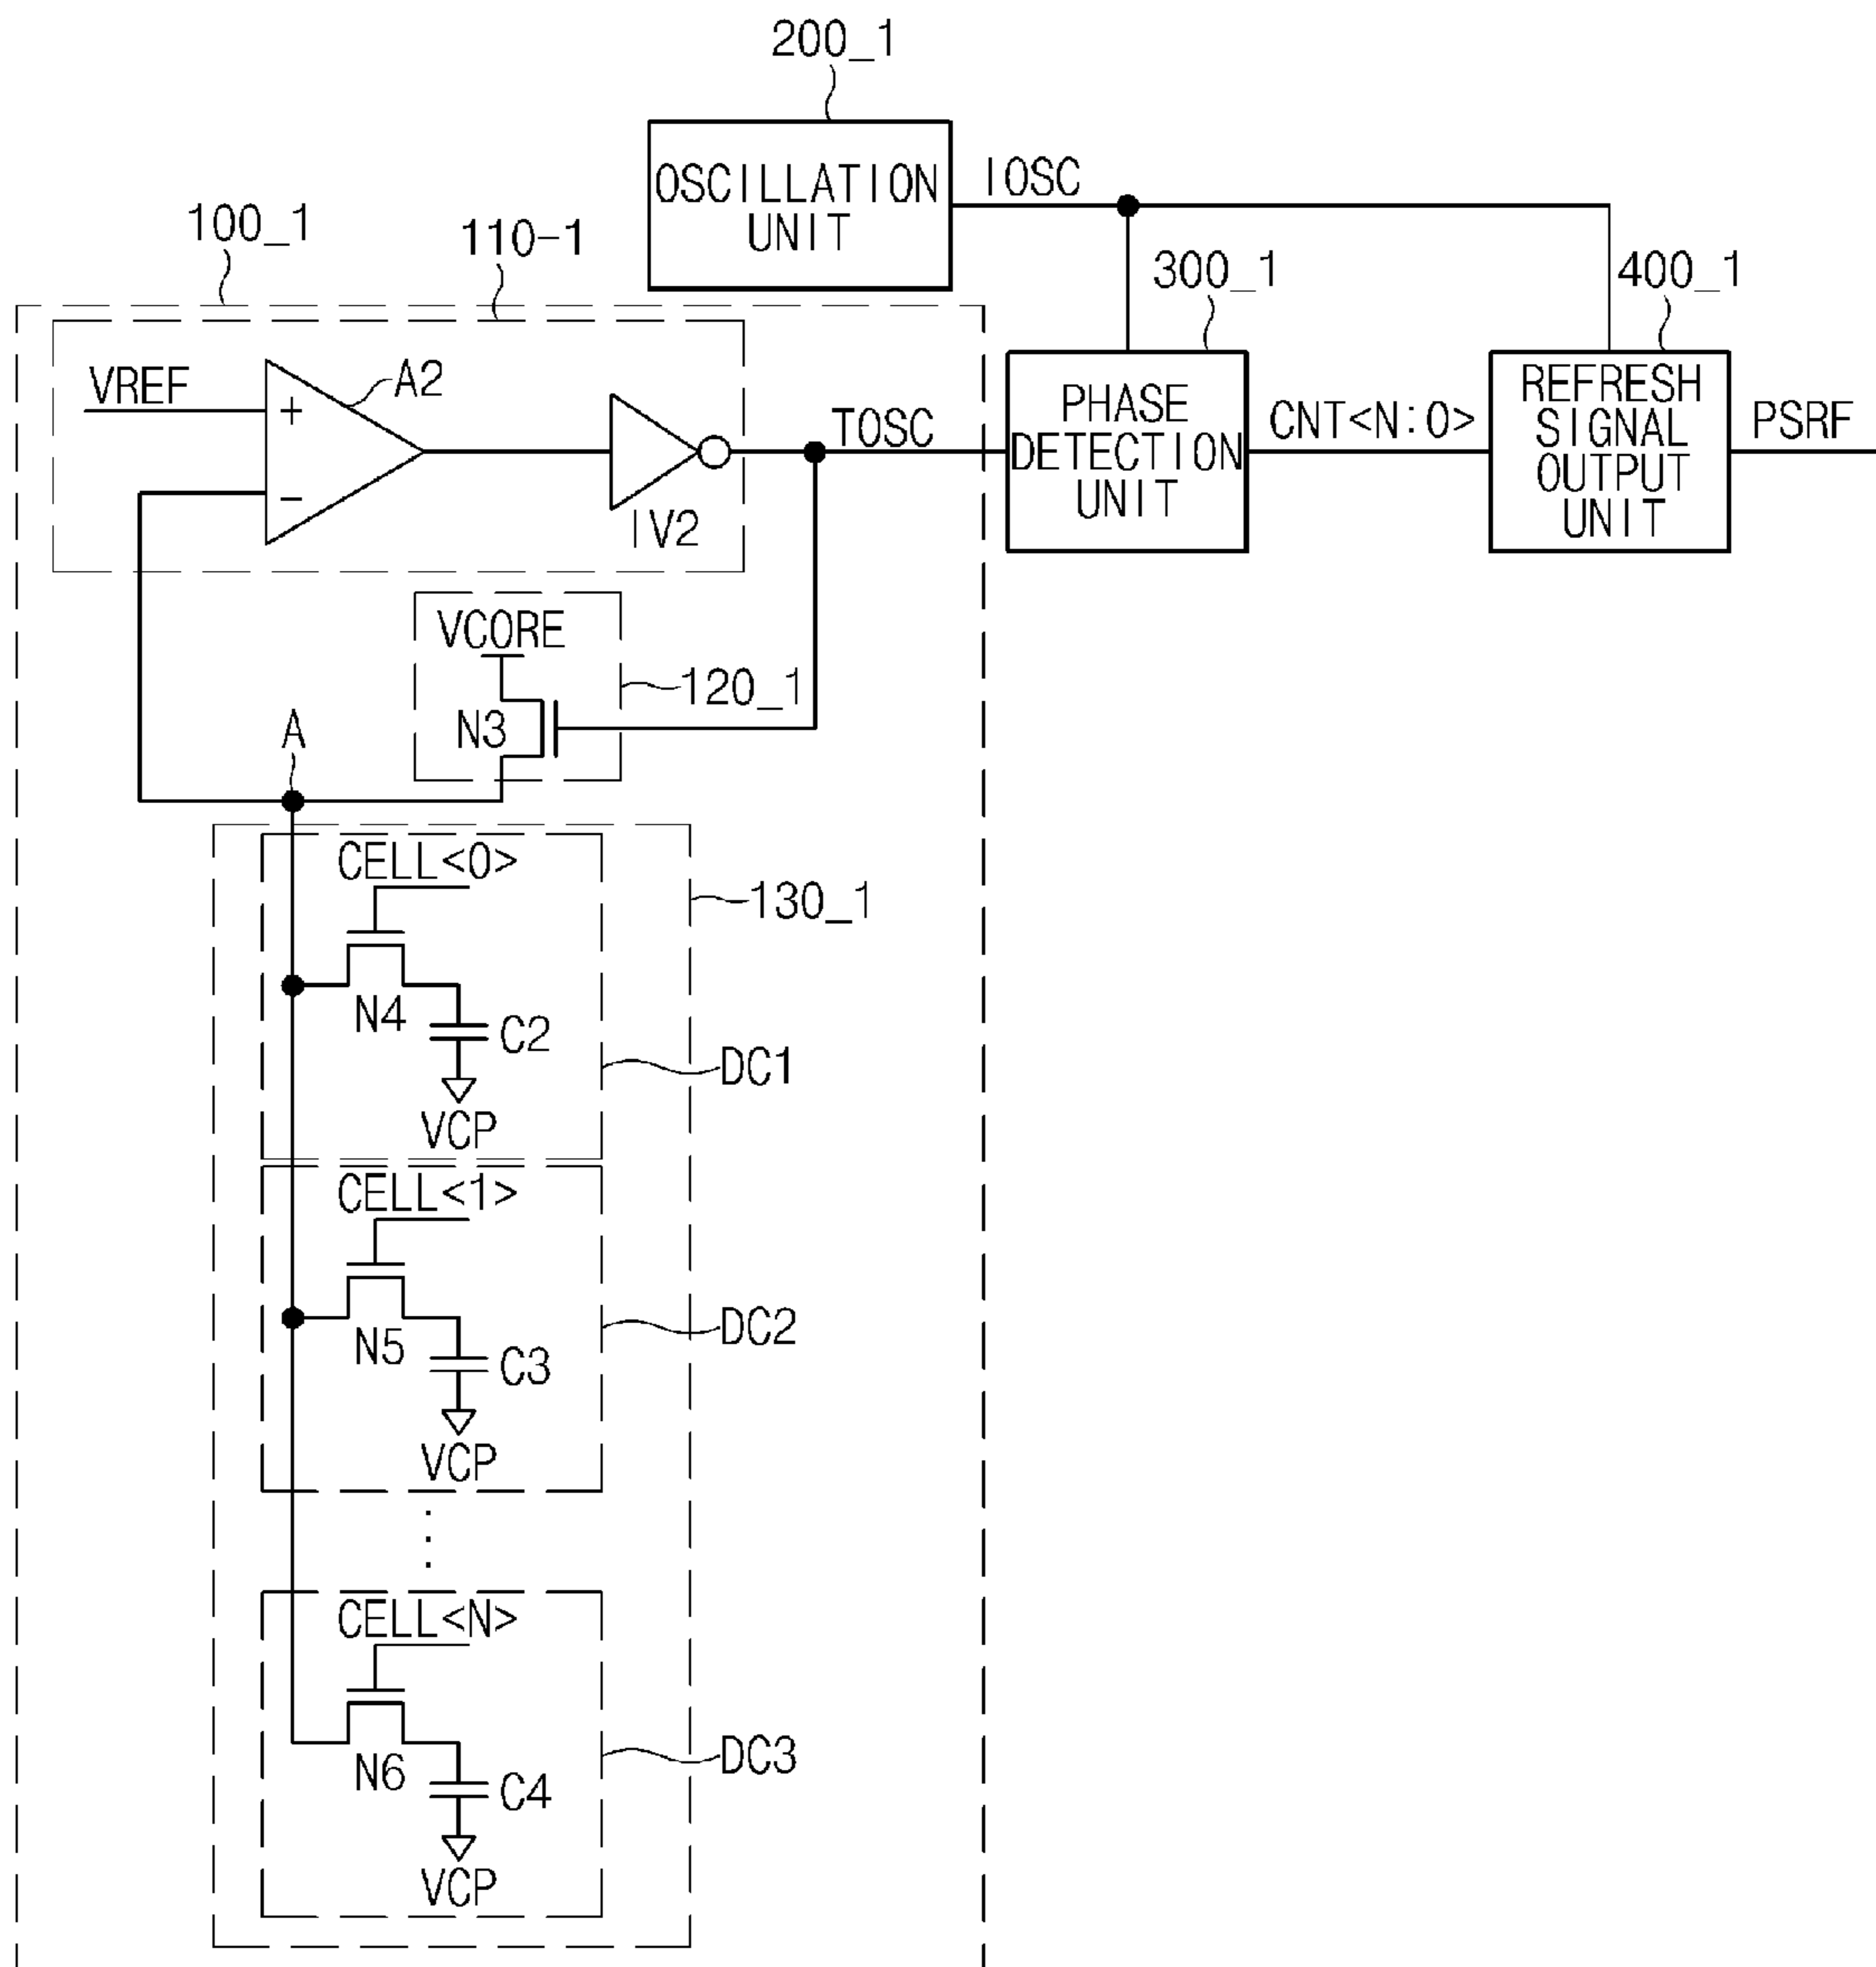 200_1
OSCILLATION
UNIT
IOSC
100_1
110-1
300_1
400_1
VREF
+
−
A2
IV2
TOSC
PHASE
DETECTION
UNIT
CNT<N:0>
REFRESH
SIGNAL
OUTPUT
UNIT
PSRF
VCORE
N3
120_1
A
CELL<0>
130_1
N4
C2
VCP
DC1
CELL<1>
N5
C3
VCP
DC2
CELL<N>
N6
C4
VCP
DC3